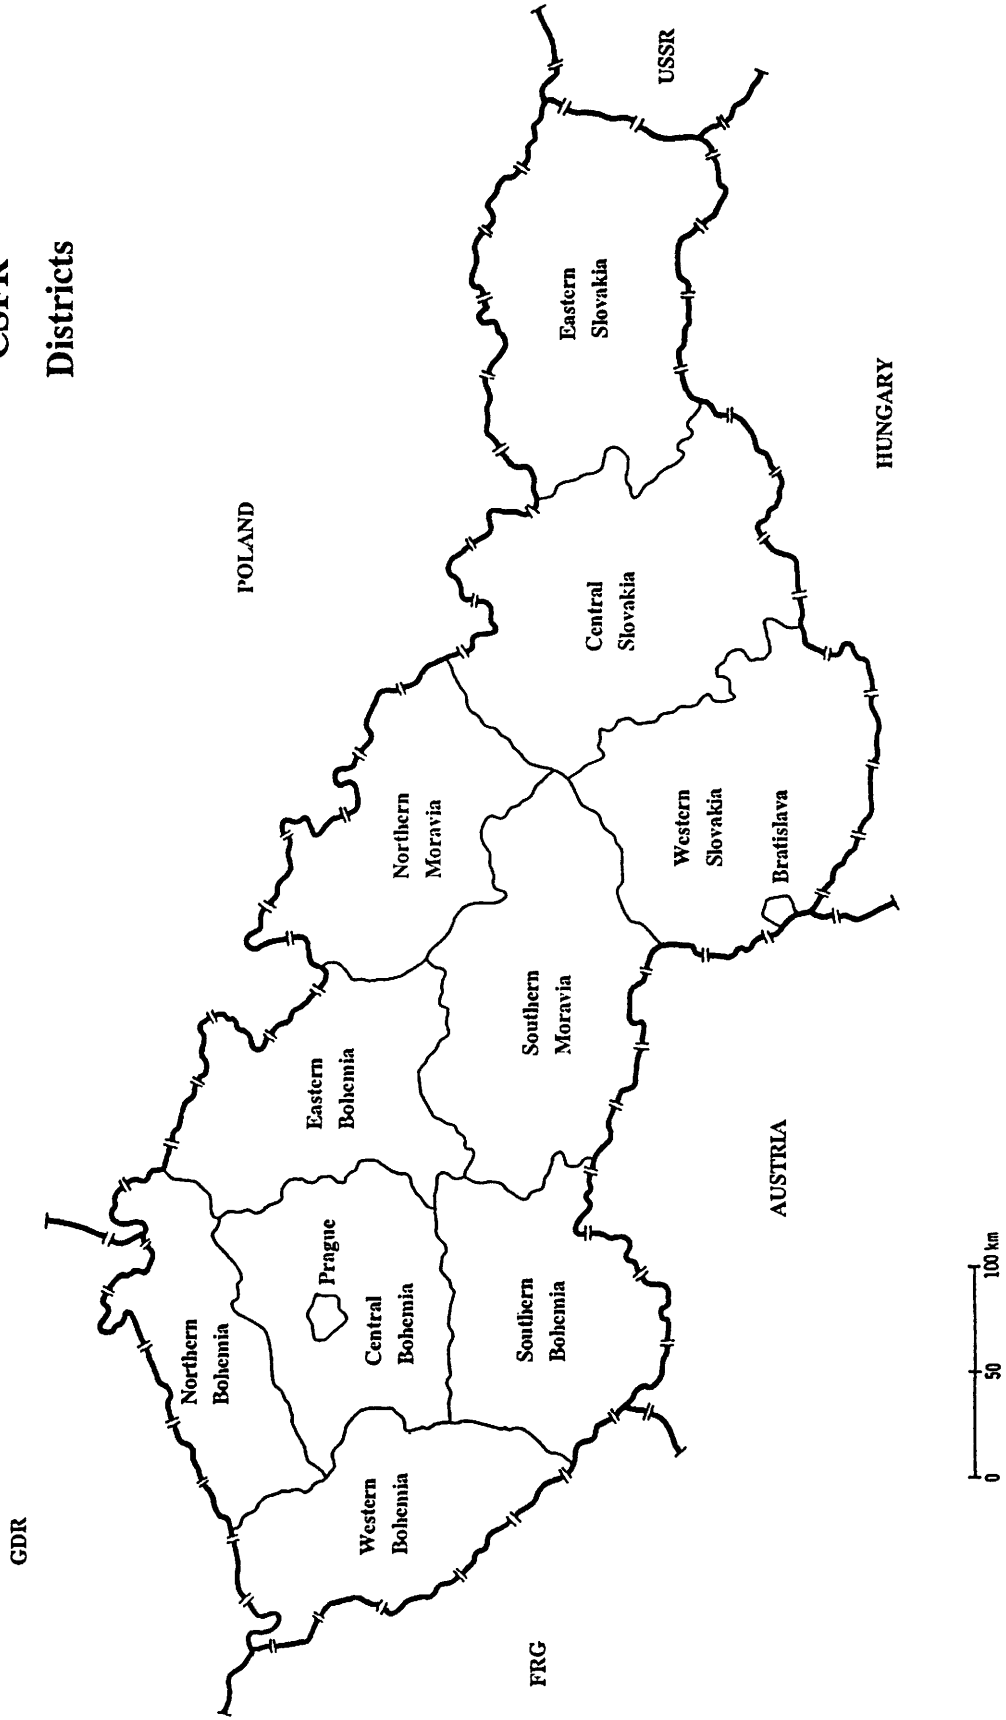 CSFR
Districts
GDR
POLAND
USSR
Northern
Bohemia
Prague
Central
Bohemia
Western
Bohemia
Eastern
Bohemia
Southern
Bohemia
Northern
Moravia
Southern
Moravia
Central
Slovakia
Eastern
Slovakia
Western
Slovakia
Bratislava
FRG
AUSTRIA
HUNGARY
0 50 100 km